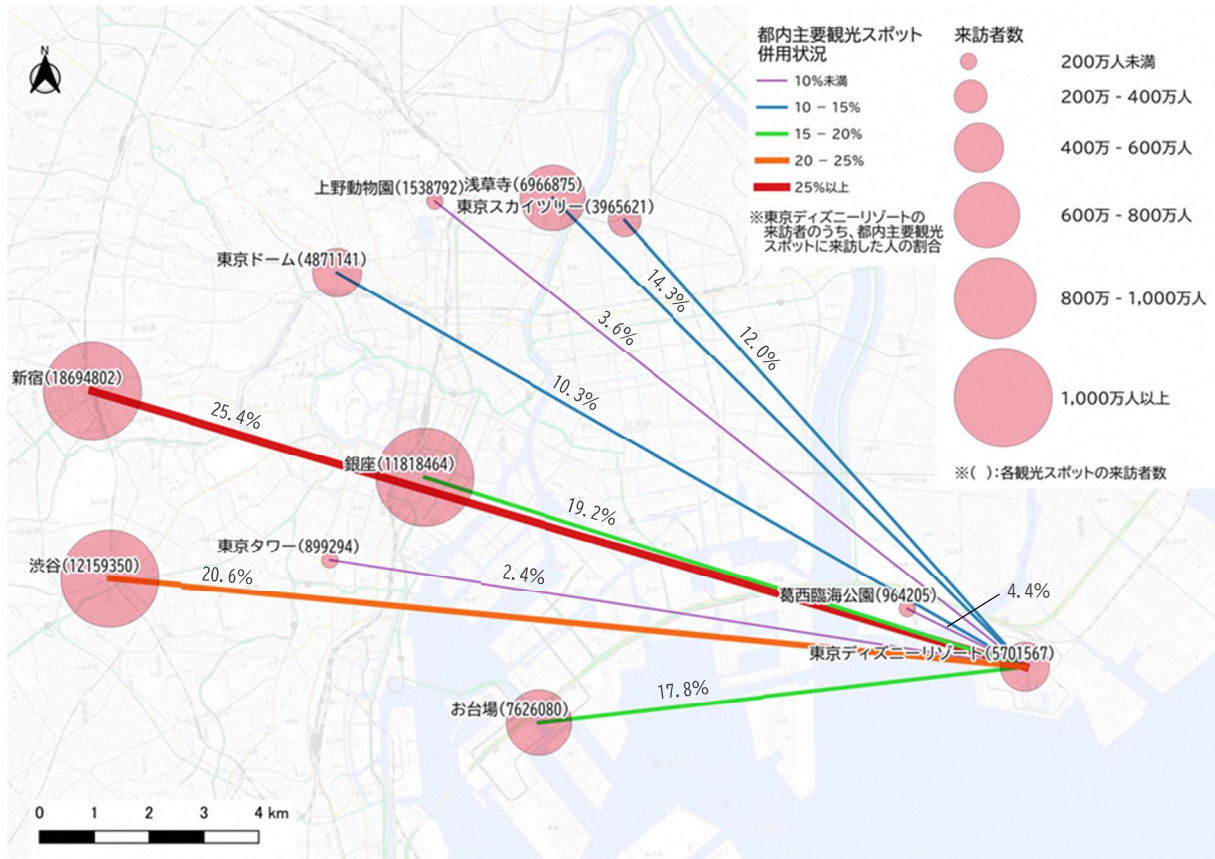 N
都内主要観光スポット
併用状況
10%未満
10 − 15%
15 − 20%
20 − 25%
25%以上
※東京ディズニーリゾートの
来訪者のうち、都内主要観光
スポットに来訪した人の割合
来訪者数
200万人未満
200万 - 400万人
400万 - 600万人
600万 - 800万人
800万 - 1,000万人
1,000万人以上
※( ):各観光スポットの来訪者数
上野動物園(1538792)
浅草寺(6966875)
東京スカイツリー(3965621)
東京ドーム(4871141)
14.3%
3.6%
12.0%
新宿(18694802)
10.3%
25.4%
銀座(11818464)
19.2%
東京タワー(899294)
渋谷(12159350)
20.6%
2.4%
葛西臨海公園(964205)
4.4%
東京ディズニーリゾート(5701567)
17.8%
お台場(7626080)
0 1 2 3 4 km